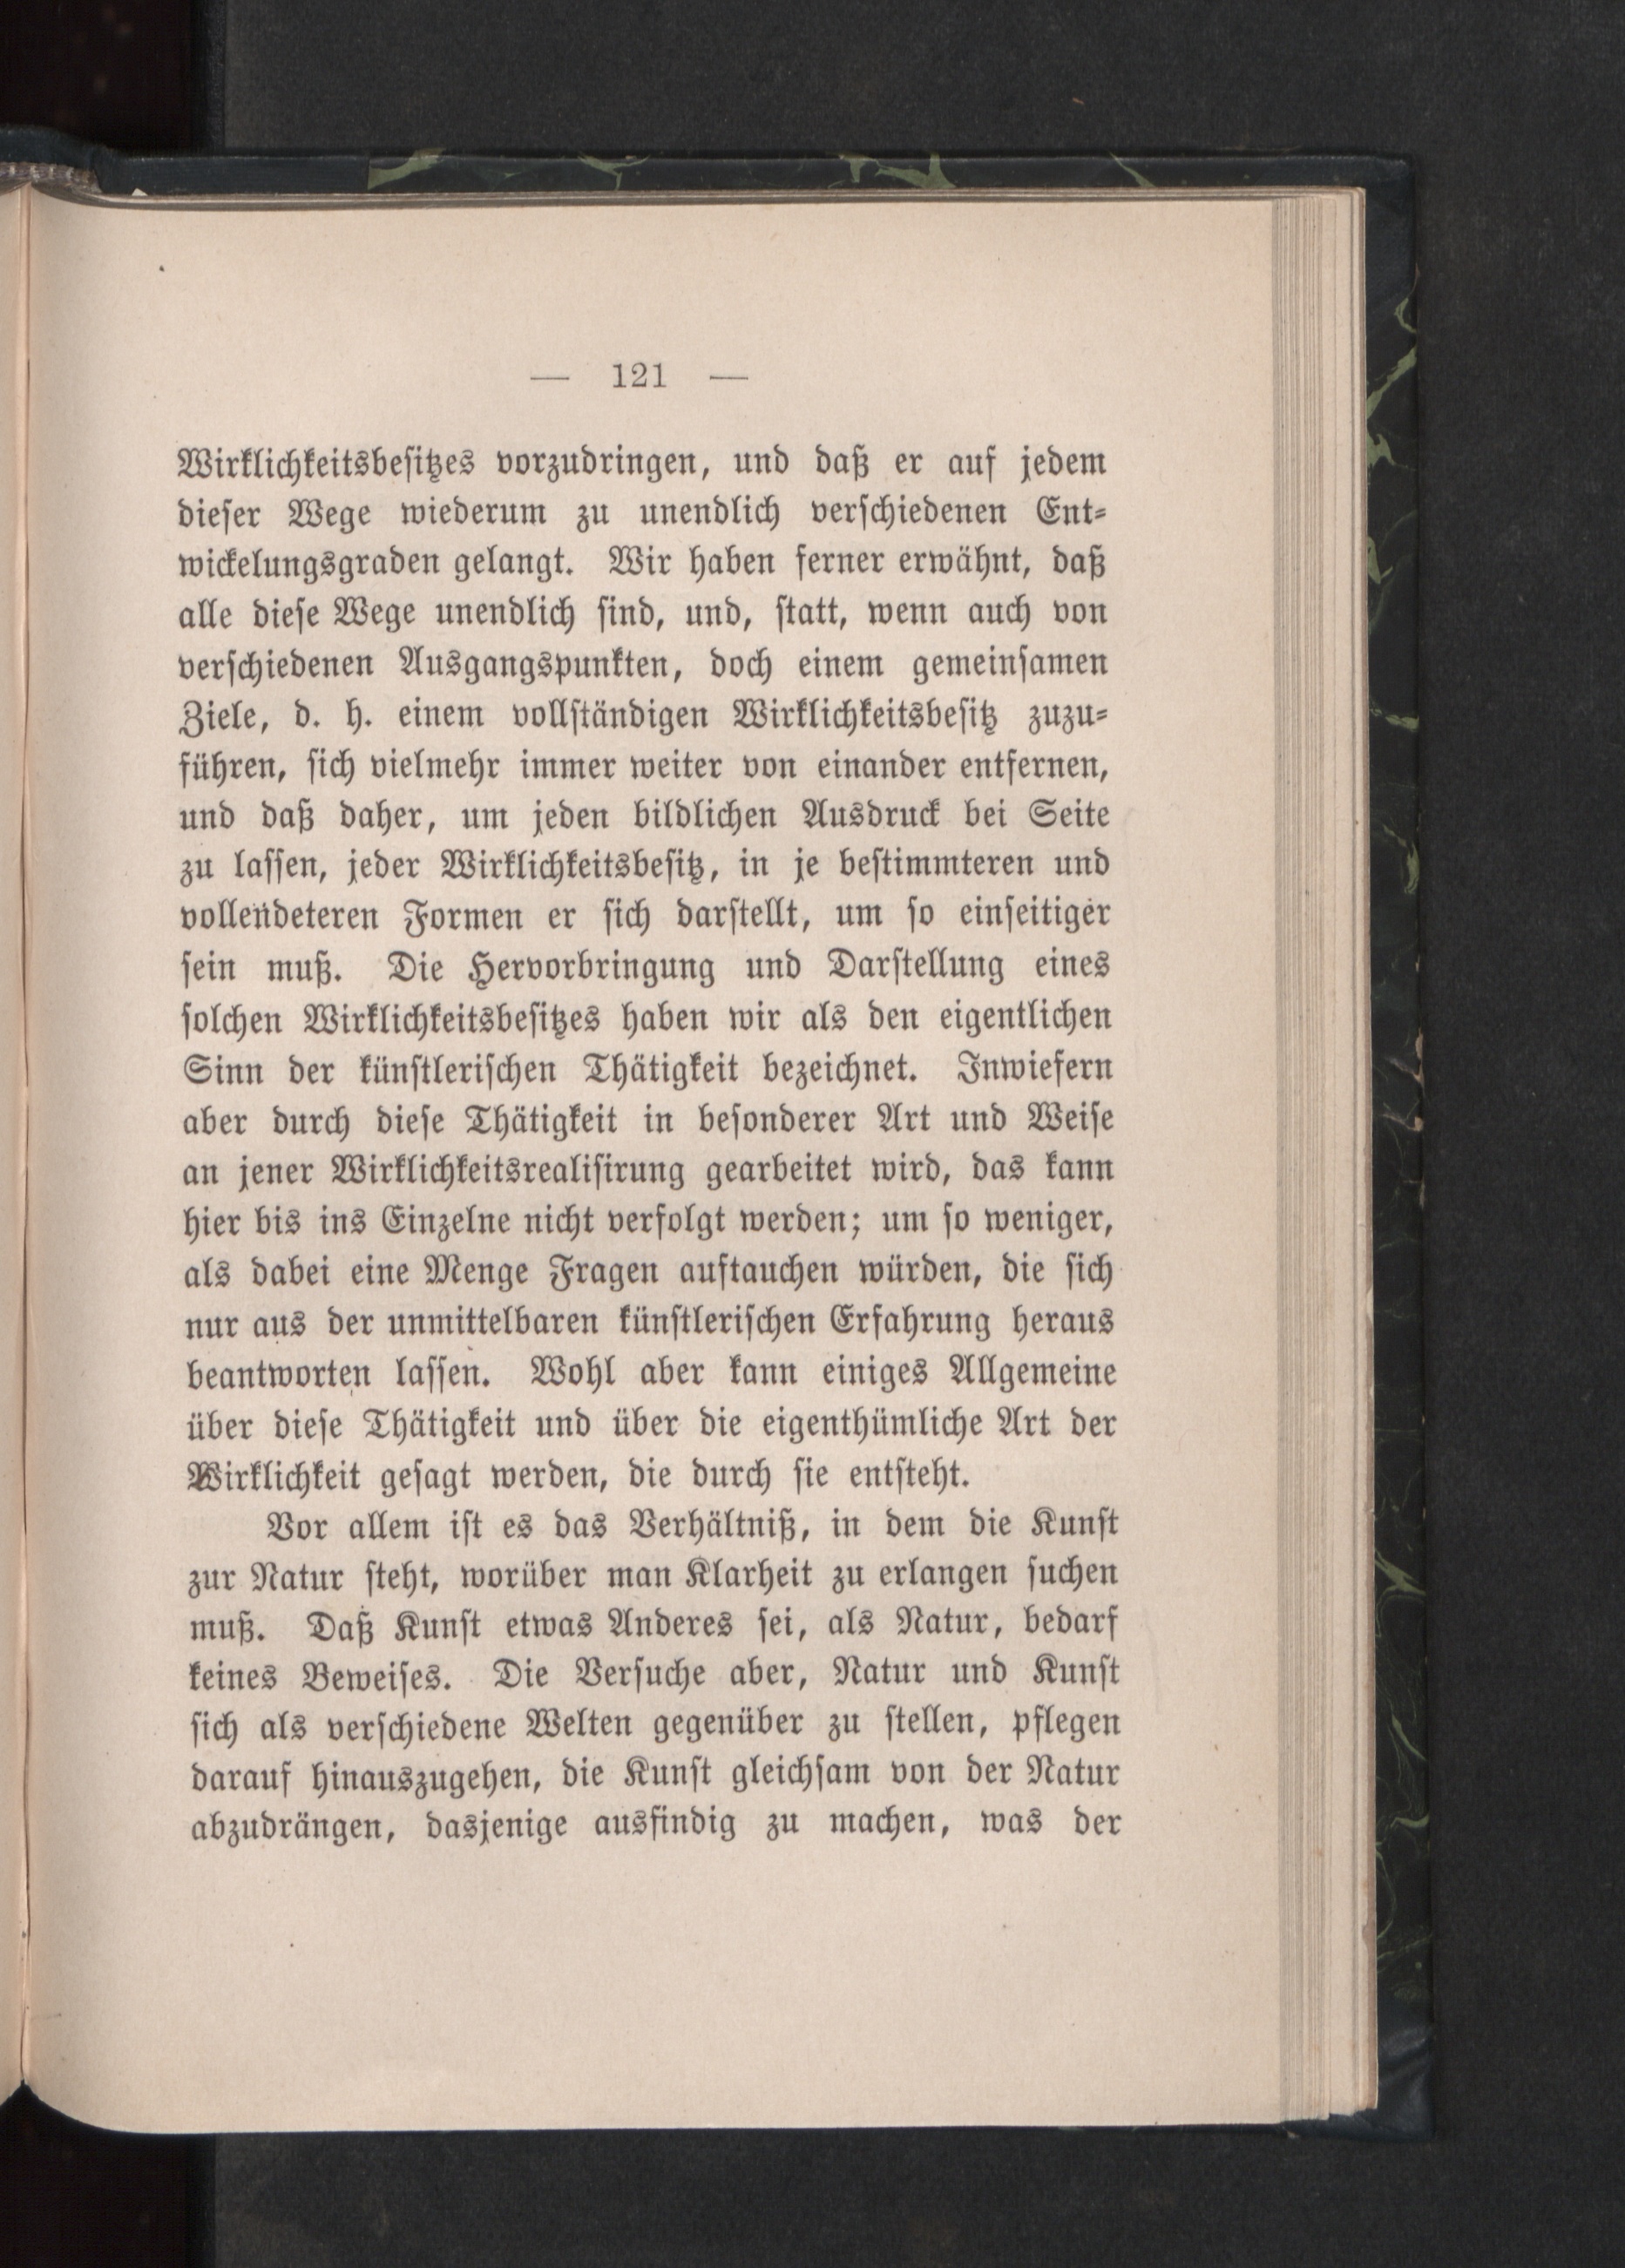 — 121 —
Wirklichkeitsbesitzes vorzudringen, und daß er auf jedem
dieser Wege wiederum zu unendlich verschiedenen Ent-
wickelungsgraden gelangt. Wir haben ferner erwähnt, daß
alle diese Wege unendlich sind, und, statt, wenn auch von
verschiedenen Ausgangspunkten, doch einem gemeinsamen
Ziele, d. h. einem vollständigen Wirklichkeitsbesitz zuzu-
führen, sich vielmehr immer weiter von einander entfernen,
und daß daher, um jeden bildlichen Ausdruck bei Seite
zu lassen, jeder Wirklichkeitsbesitz, in je bestimmteren und
vollendeteren Formen er sich darstellt, um so einseitiger
sein muß. Die Hervorbringung und Darstellung eines
solchen Wirklichkeitsbesitzes haben wir als den eigentlichen
Sinn der künstlerischen Thätigkeit bezeichnet. Inwiefern
aber durch diese Thätigkeit in besonderer Art und Weise
an jener Wirklichkeitsrealisirung gearbeitet wird, das kann
hier bis ins Einzelne nicht verfolgt werden; um so weniger,
als dabei eine Menge Fragen auftauchen würden, die sich
nur aus der unmittelbaren künstlerischen Erfahrung heraus
beantworten lassen. Wohl aber kann einiges Allgemeine
über diese Thätigkeit und über die eigenthümliche Art der
Wirklichkeit gesagt werden, die durch sie entsteht.
Vor allem ist es das Verhältniß, in dem die Kunst
zur Natur steht, worüber man Klarheit zu erlangen suchen
muß. Daß Kunst etwas Anderes sei, als Natur, bedarf
keines Beweises. Die Versuche aber, Natur und Kunst
sich als verschiedene Welten gegenüber zu stellen, pflegen
darauf hinauszugehen, die Kunst gleichsam von der Natur
abzudrängen, dasjenige ausfindig zu machen, was der